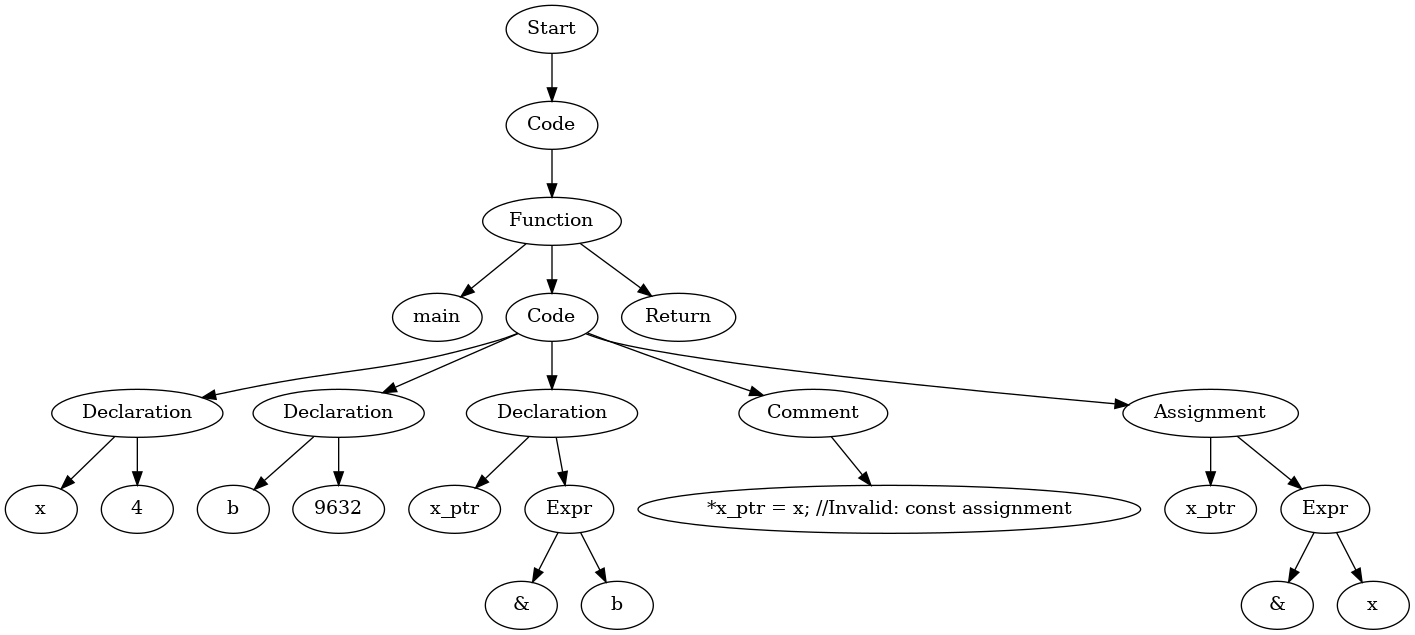 Start
Code
Function
main
Code
Return
Declaration
Declaration
Declaration
Comment
Assignment
x
4
b
9632
x_ptr
Expr
*x_ptr = x; //Invalid: const assignment
x_ptr
Expr
&
b
&
x